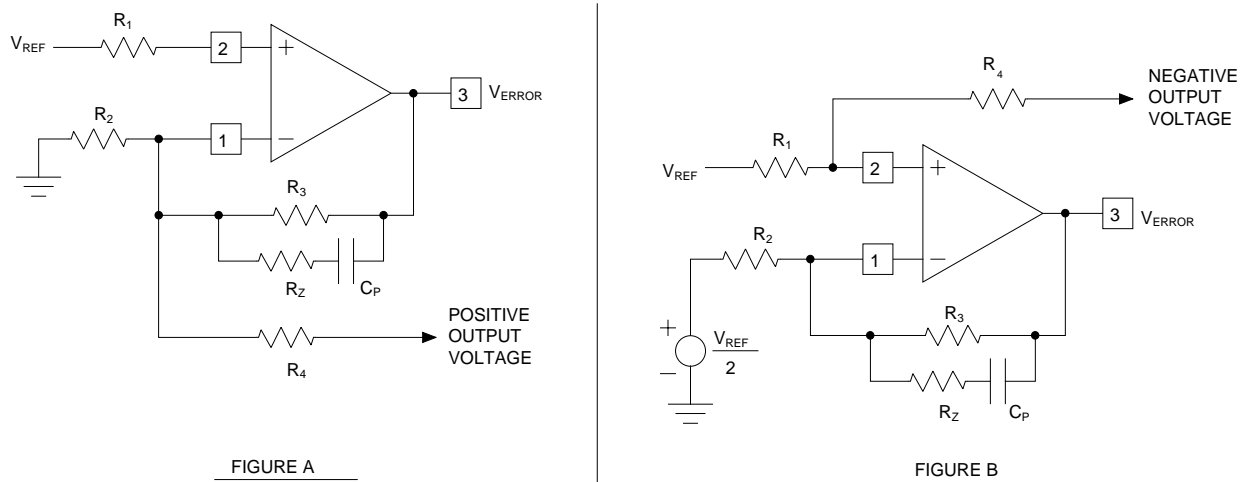 R1
VREF
2
+
3
VERROR
R2
1
−
R3
RZ
CP
POSITIVE
OUTPUT
VOLTAGE
R4
FIGURE A
R4
NEGATIVE
OUTPUT
VOLTAGE
R1
VREF
2
+
3
VERROR
R2
1
−
R3
+
VREF
2
−
RZ
CP
FIGURE B